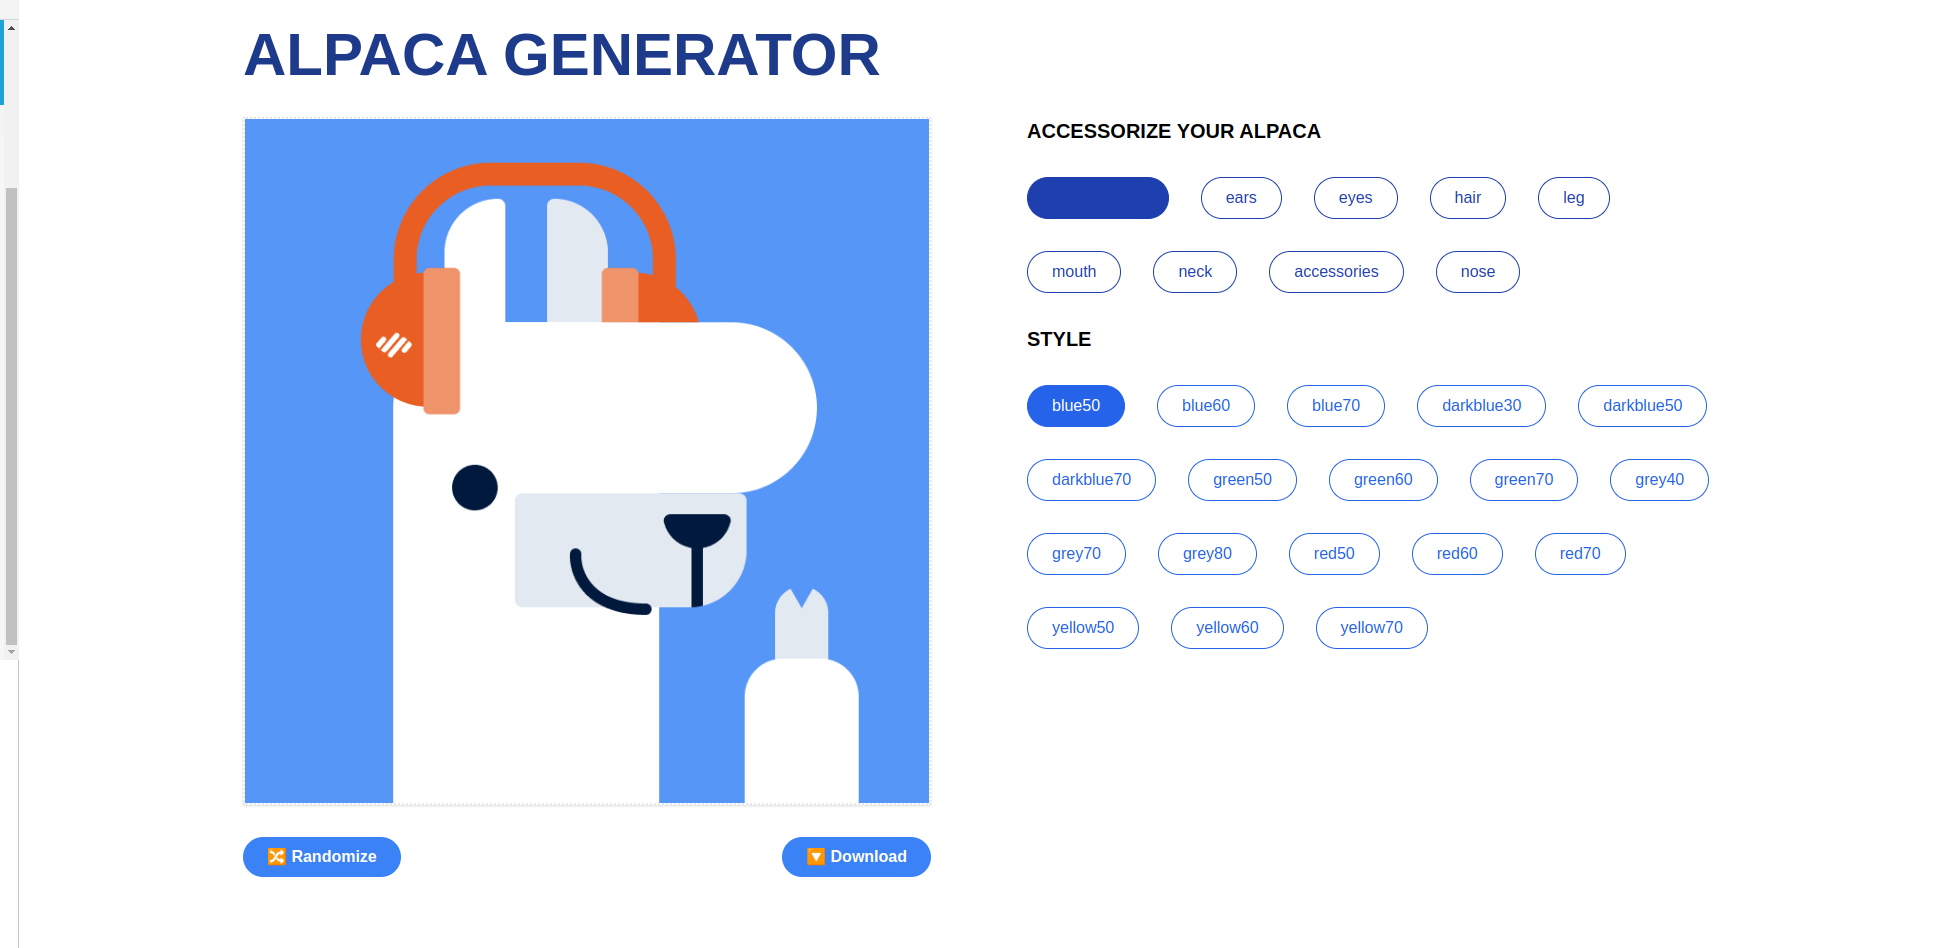 ALPACA GENERATOR
ACCESSORIZE YOUR ALPACA
ears eyes hair leg
mouth neck accessories nose
STYLE
blue50 blue60 blue70 darkblue30 darkblue50
darkblue70 green50 green60 green70 grey40
grey70 grey80 red50 red60 red70
yellow50 yellow60 yellow70
Randomize Download